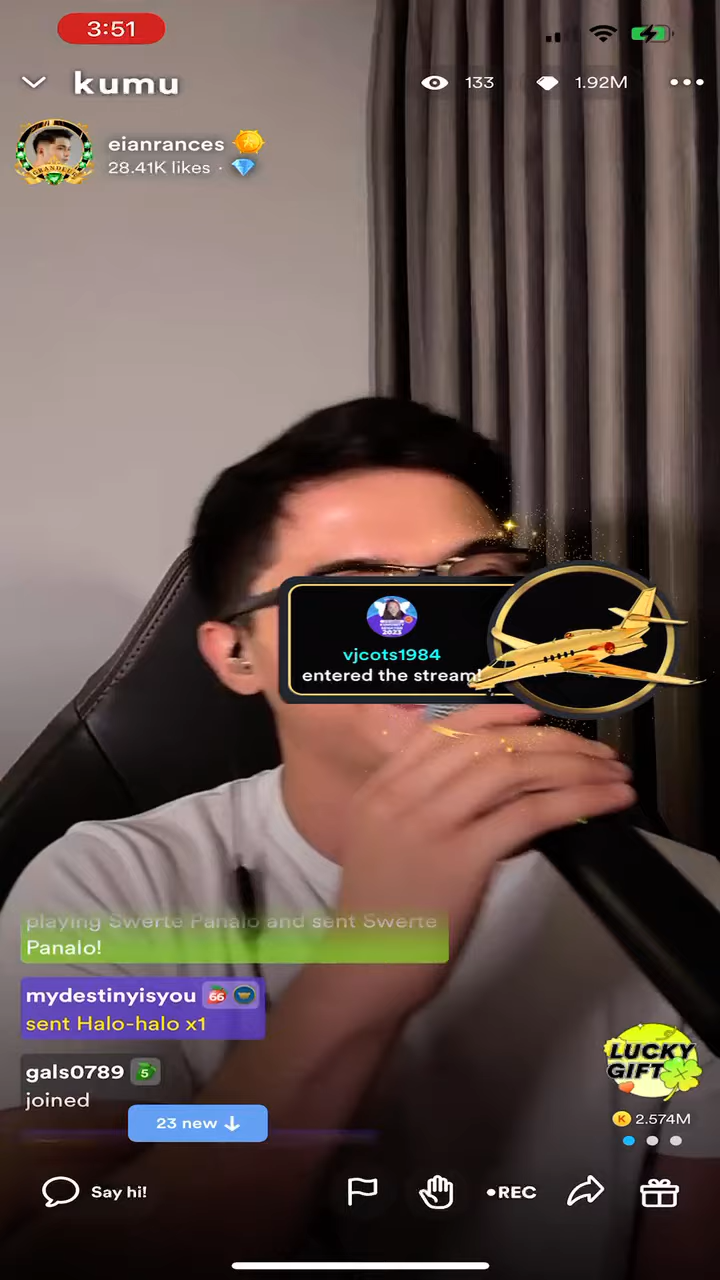 3:51
kumu
133
1.92M
eianrances
28.41K likes ·
GRANDEUR
2023
vjcots1984
entered the stream!
playing Swerte Panalo and sent Swerte
Panalo!
mydestinyisyou 66
sent Halo-halo x1
gals0789 5
joined
23 new ↓
LUCKY
GIFT
K 2.574M
Say hi!
•REC